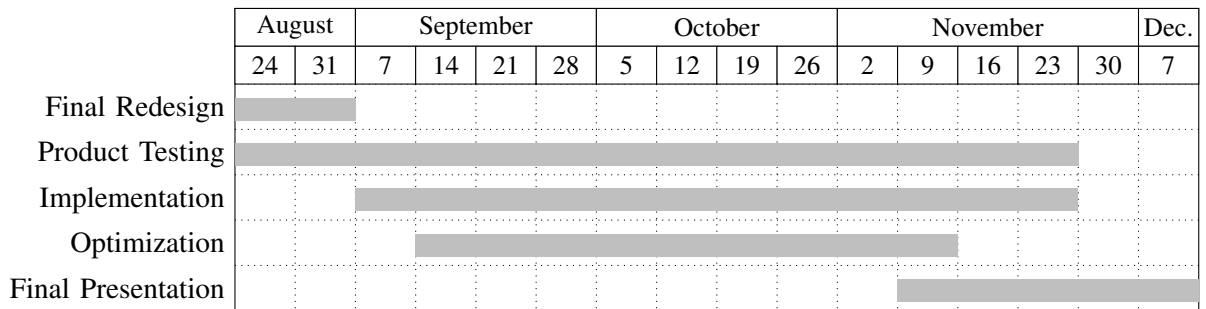 August September October November Dec.
24 31 7 14 21 28 5 12 19 26 2 9 16 23 30 7
Final Redesign
Product Testing
Implementation
Optimization
Final Presentation